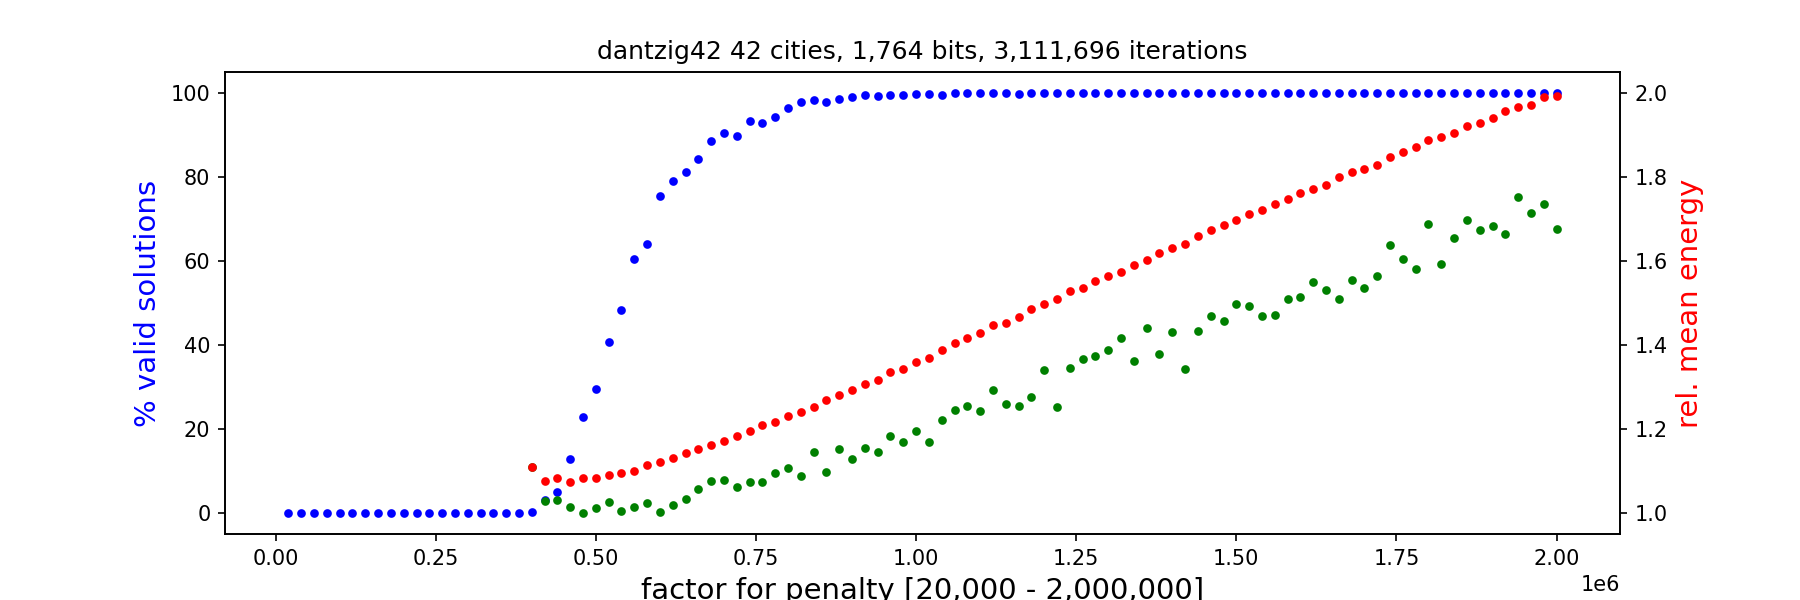 dantzig42 42 cities, 1,764 bits, 3,111,696 iterations
% valid solutions
100
80
60
40
20
0
2.0
1.8
1.6
1.4
1.2
1.0
rel. mean energy
0.00 0.25 0.50 0.75 1.00 1.25 1.50 1.75 2.00
1e6
factor for penalty [20,000 - 2,000,000]